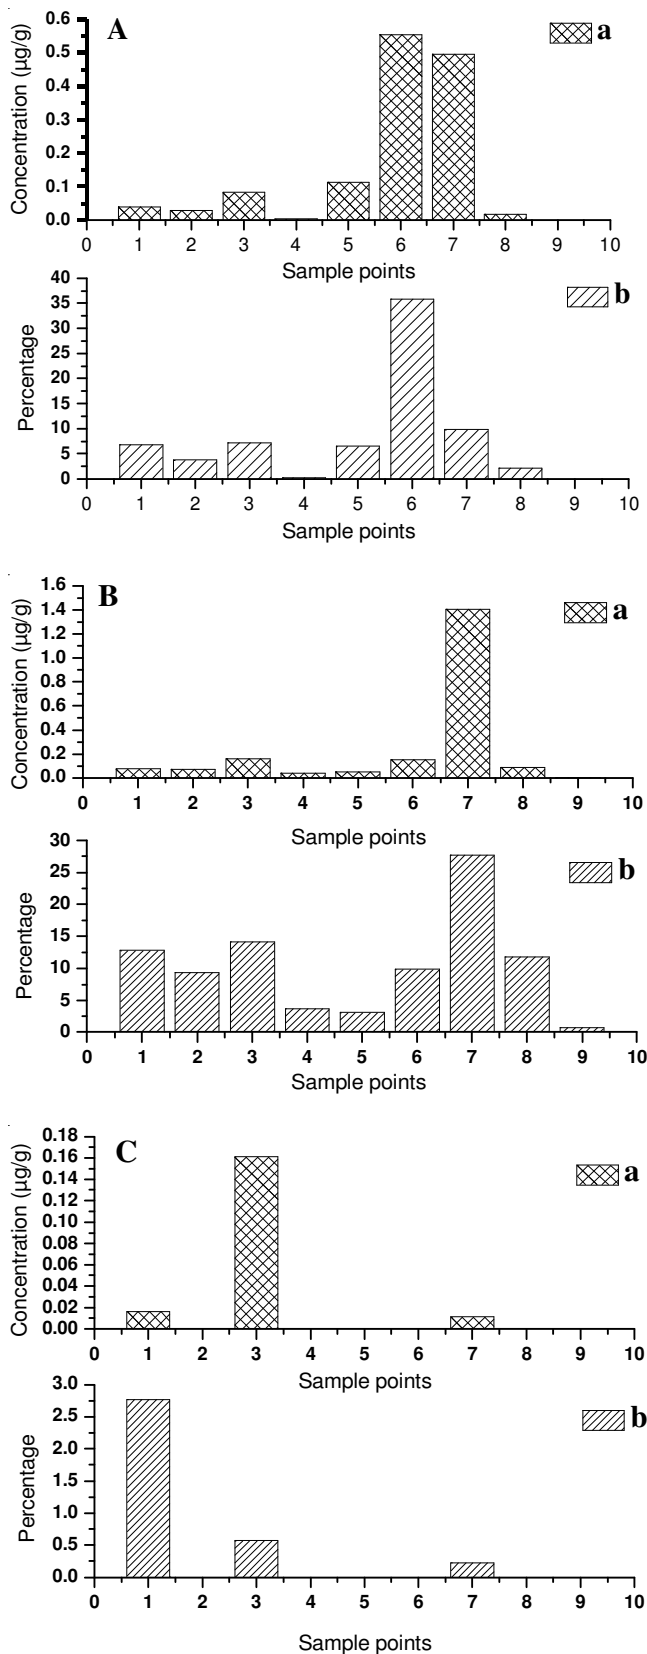 A
a
Concentration (µg/g)
0.6
0.5
0.4
0.3
0.2
0.1
0.0
0 1 2 3 4 5 6 7 8 9 10
Sample points
b
Percentage
40
35
30
25
20
15
10
5
0
0 1 2 3 4 5 6 7 8 9 10
Sample points
B
a
Concentration (µg/g)
1.6
1.4
1.2
1.0
0.8
0.6
0.4
0.2
0.0
0 1 2 3 4 5 6 7 8 9 10
Sample points
b
Percentage
30
25
20
15
10
5
0
0 1 2 3 4 5 6 7 8 9 10
Sample points
C
a
Concentration (µg/g)
0.18
0.16
0.14
0.12
0.10
0.08
0.06
0.04
0.02
0.00
0 1 2 3 4 5 6 7 8 9 10
Sample points
b
Percentage
3.0
2.5
2.0
1.5
1.0
0.5
0.0
0 1 2 3 4 5 6 7 8 9 10
Sample points